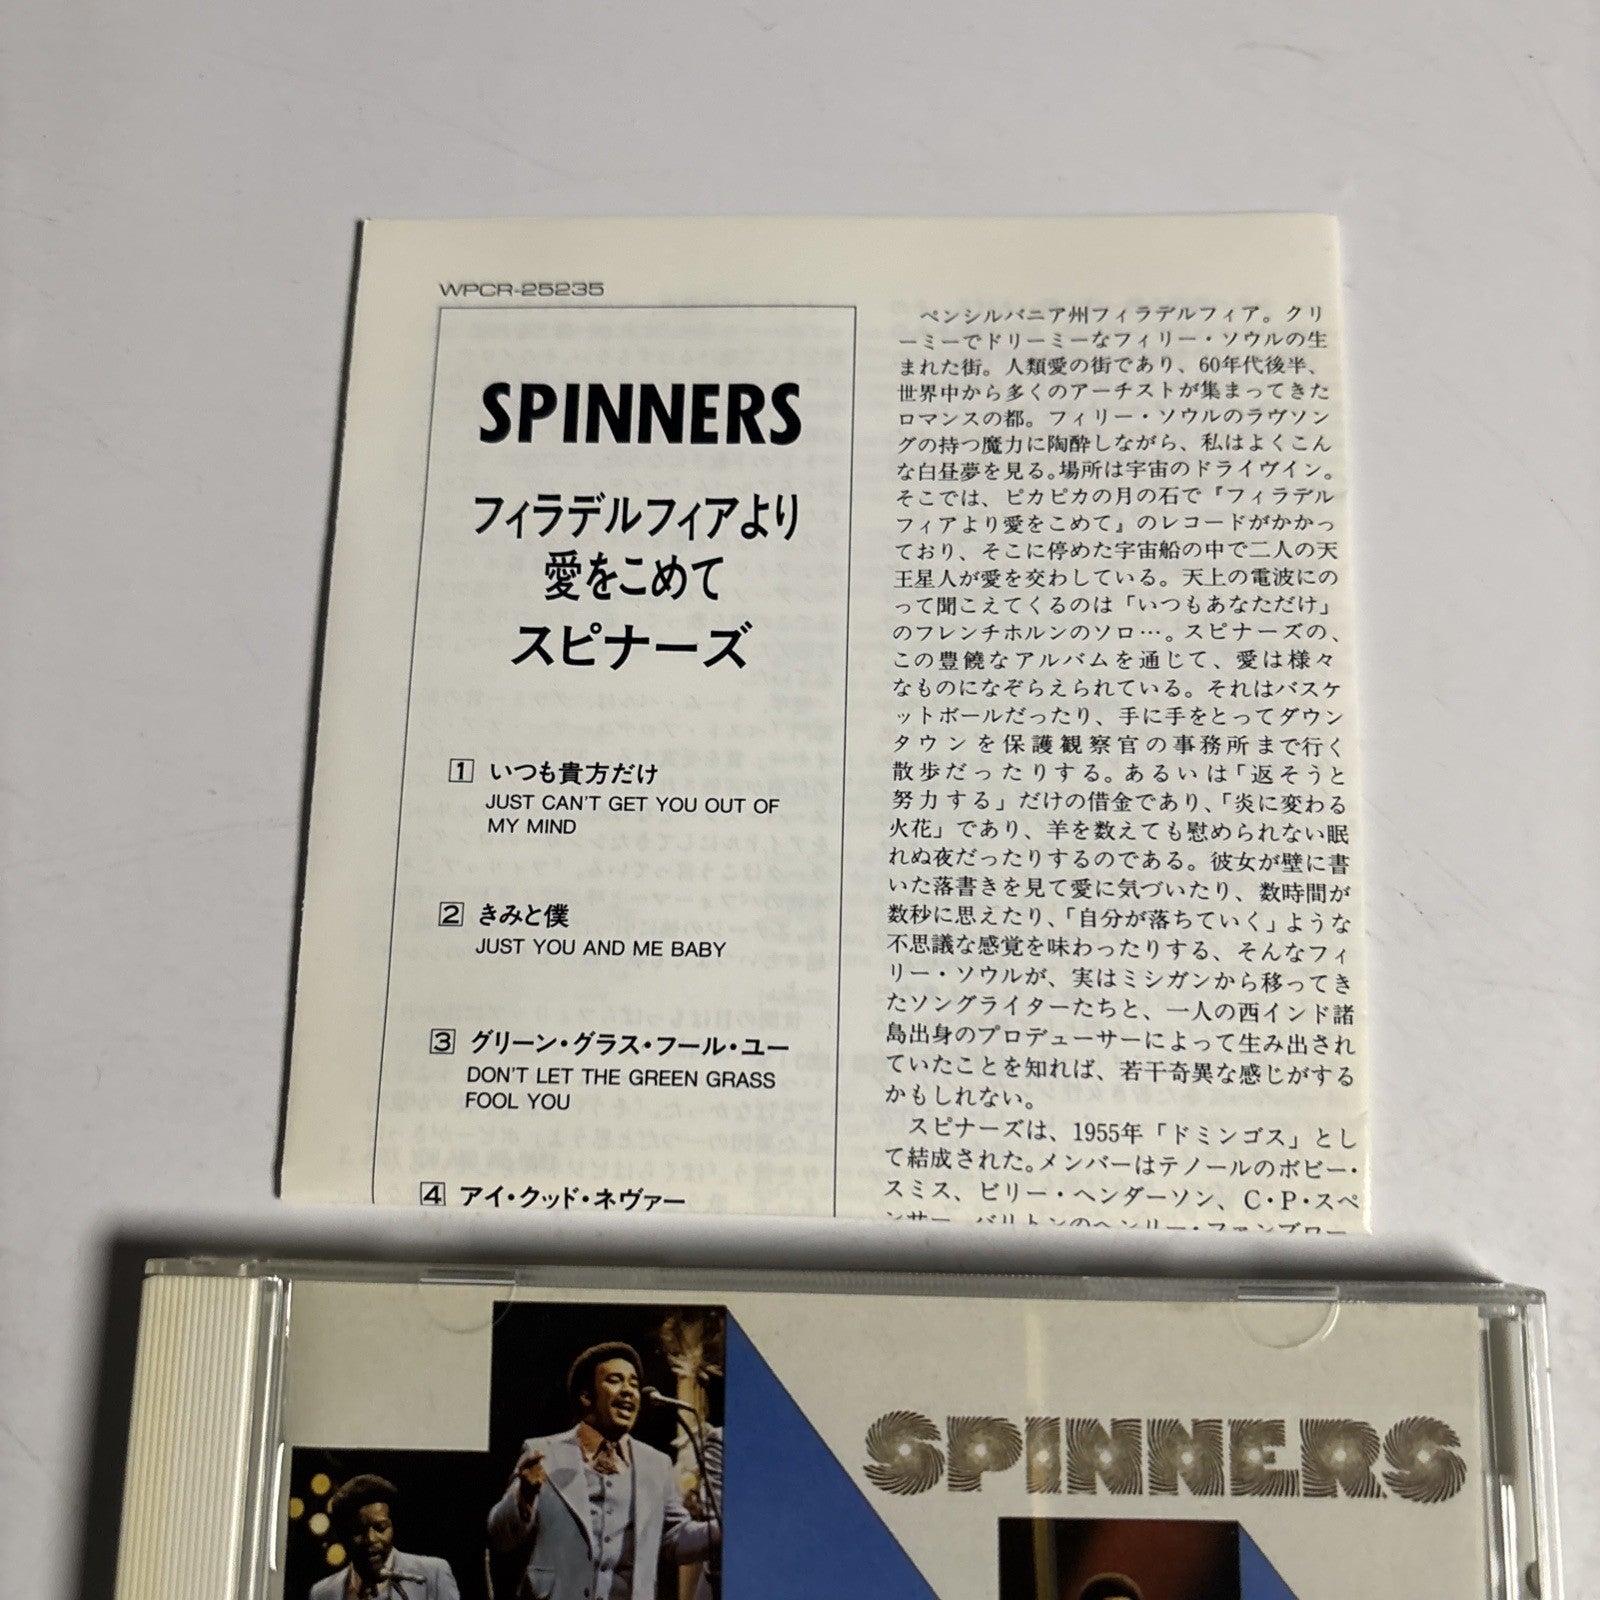 WPCR-25235
SPINNERS
フィラデルフィアより
愛をこめて
スピナーズ
1 いつも貴方だけ
JUST CAN'T GET YOU OUT OF
MY MIND
2 きみと僕
JUST YOU AND ME BABY
3 グリーン・グラス・フール・ユー
DON'T LET THE GREEN GRASS
FOOL YOU
4 アイ・クッド・ネヴァー
ペンシルバニア州フィラデルフィア。クリ
ーミーでドリーミーなフィリー・ソウルの生
まれた街。人類愛の街であり、60年代後半、
世界中から多くのアーチストが集まってきた
ロマンスの都。フィリー・ソウルのラヴソン
グの持つ魔力に陶酔しながら、私はよくこん
な白昼夢を見る。場所は宇宙のドライヴイン。
そこでは、ピカピカの月の石で『フィラデル
フィアより愛をこめて』のレコードがかかっ
ており、そこに停めた宇宙船の中で二人の天
王星人が愛を交わしている。天上の電波にの
って聞こえてくるのは「いつもあなただけ」
のフレンチホルンのソロ…。スピナーズの、
この豊饒なアルバムを通じて、愛は様々
なものになぞらえられている。それはバスケ
ットボールだったり、手に手をとってダウン
タウンを保護観察官の事務所まで行く
散歩だったりする。あるいは「返そうと
努力する」だけの借金であり、「炎に変わる
火花」であり、羊を数えても慰められない眠
れぬ夜だったりするのである。彼女が壁に書
いた落書きを見て愛に気づいたり、数時間が
数秒に思えたり、「自分が落ちていく」ような
不思議な感覚を味わったりする、そんなフィ
リー・ソウルが、実はミシガンから移ってき
たソングライターたちと、一人の西インド諸
島出身のプロデューサーによって生み出され
ていたことを知れば、若干奇異な感じがする
かもしれない。
スピナーズは、1955年「ドミンゴス」とし
て結成された。メンバーはテノールのボビー・
スミス、ビリー・ヘンダーソン、C・P・スペ
ンサー、バリトンのヘンリー・ファンブロー
SPINNERS